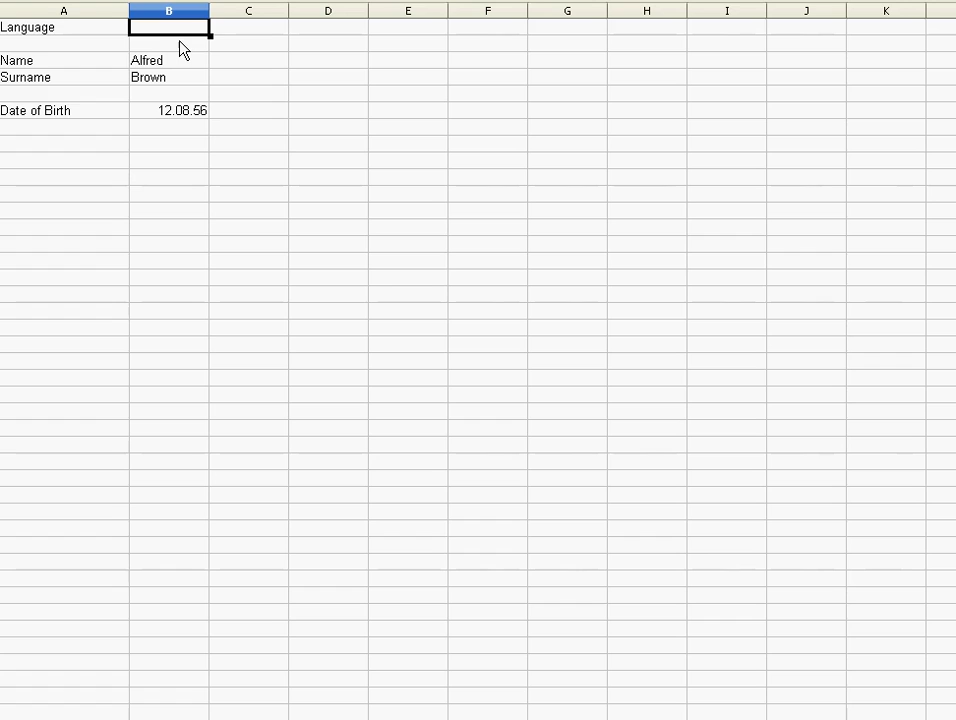 A B C D E F G H I J K
Language
Name Alfred
Surname Brown
Date of Birth 12.08.56